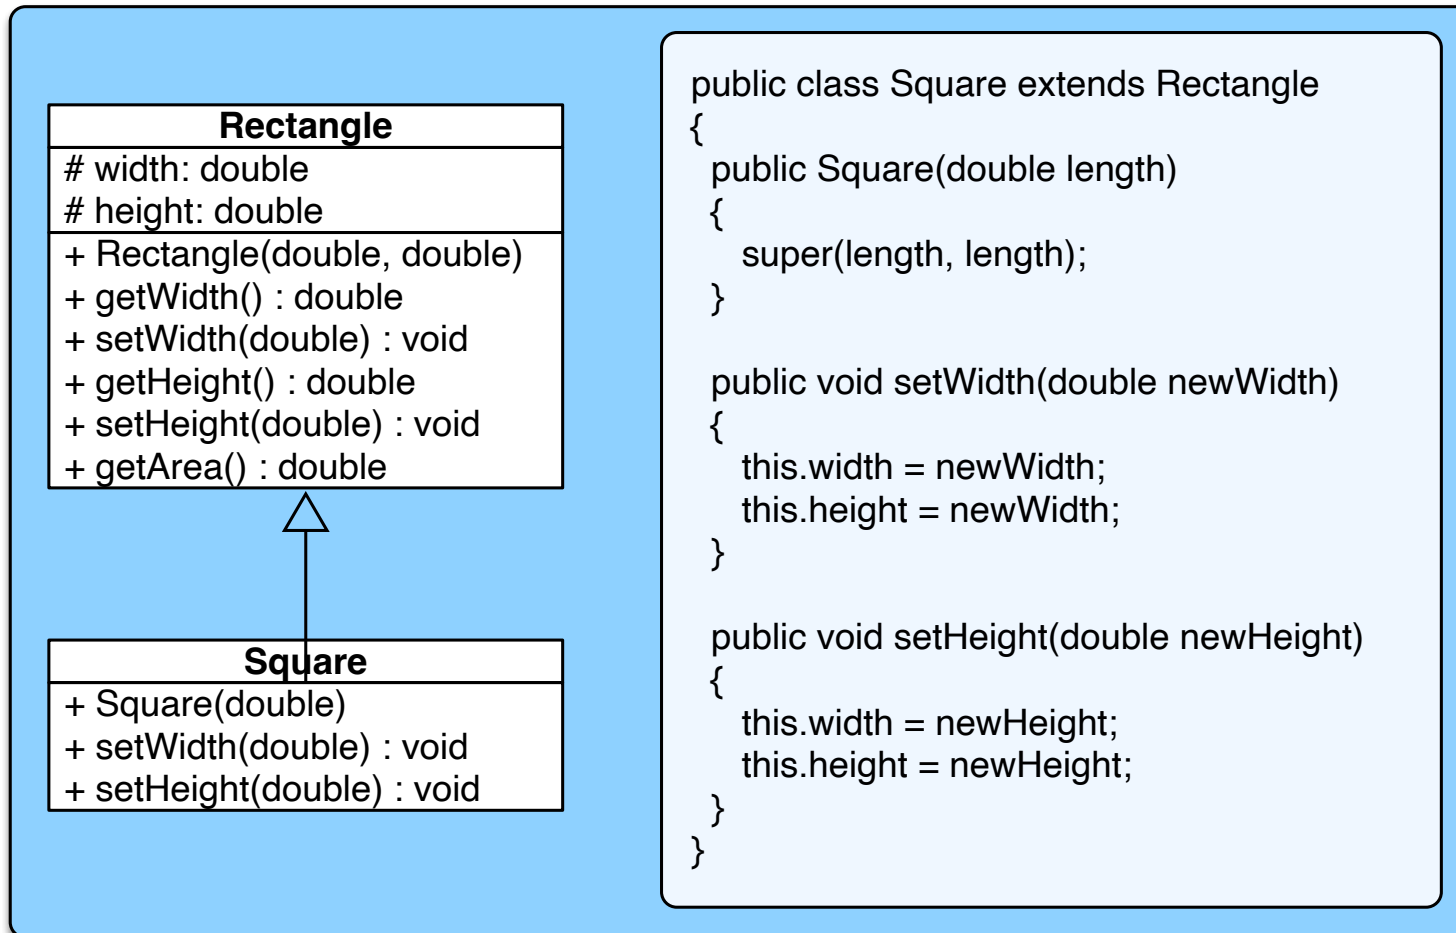 Rectangle
# width: double
# height: double
+ Rectangle(double, double)
+ getWidth() : double
+ setWidth(double) : void
+ getHeight() : double
+ setHeight(double) : void
+ getArea() : double
Square
+ Square(double)
+ setWidth(double) : void
+ setHeight(double) : void
public class Square extends Rectangle
{
public Square(double length)
{
super(length, length);
}
public void setWidth(double newWidth)
{
this.width = newWidth;
this.height = newWidth;
}
public void setHeight(double newHeight)
{
this.width = newHeight;
this.height = newHeight;
}
}